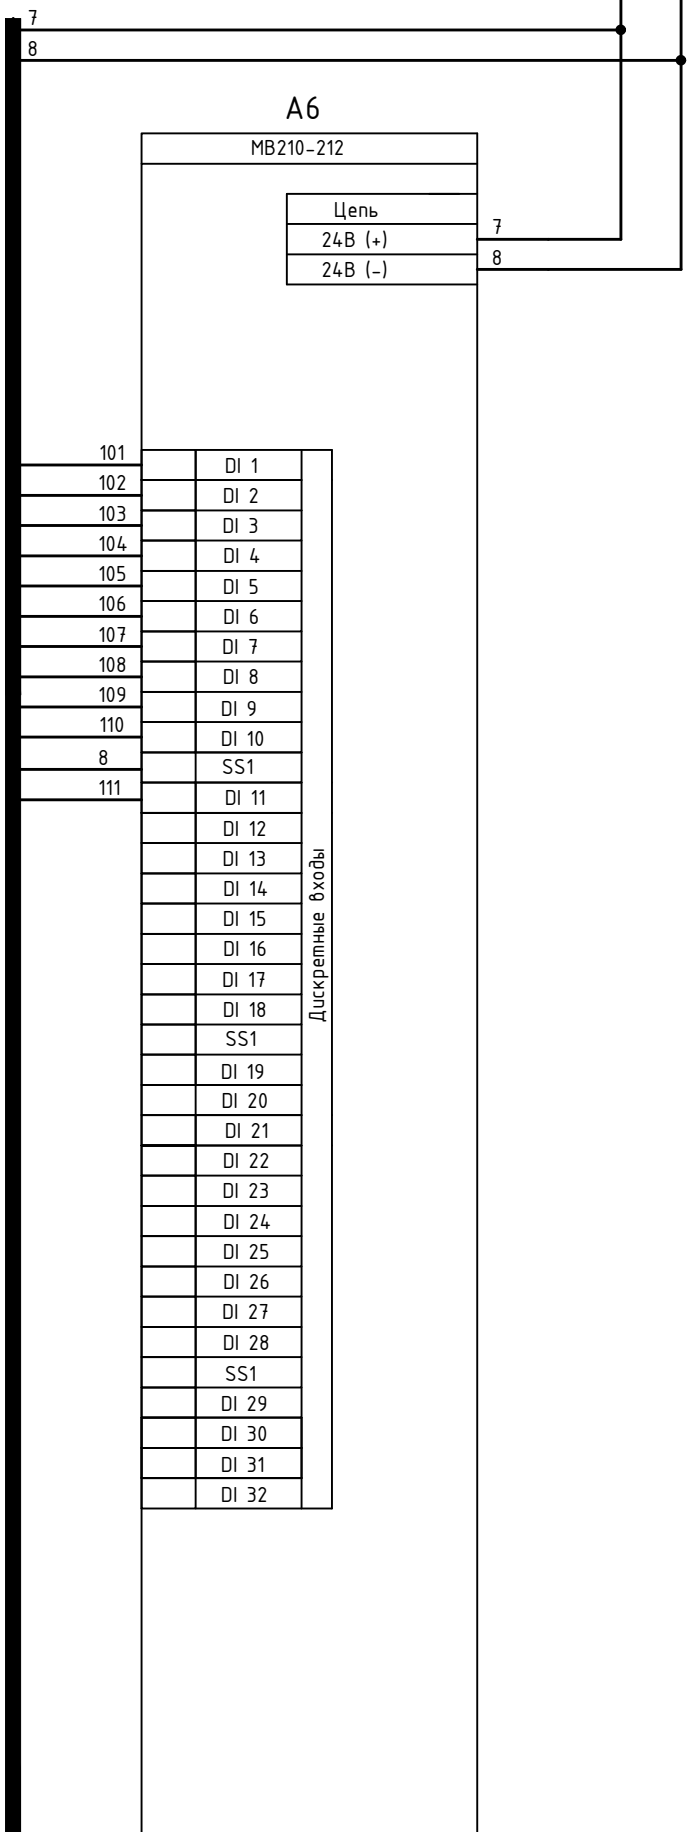 7
8
А6
МВ210-212
Цепь
24В (+)
7
24В (-)
8
101
DI 1
102
DI 2
103
DI 3
104
DI 4
105
DI 5
106
DI 6
107
DI 7
108
DI 8
109
DI 9
110
DI 10
8
SS1
111
DI 11
DI 12
DI 13
DI 14
DI 15
DI 16
DI 17
DI 18
SS1
DI 19
DI 20
DI 21
DI 22
DI 23
DI 24
DI 25
DI 26
DI 27
DI 28
SS1
DI 29
DI 30
DI 31
DI 32
Дискретные входы